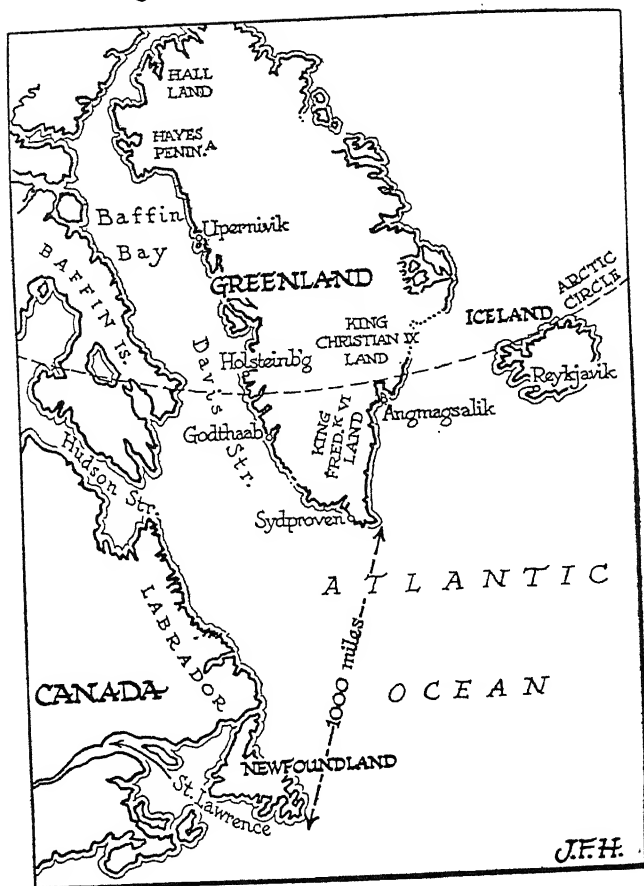 HALL
LAND
HAYES
PENIN.A
Baffin
Bay
Upernivik
BAFFIN IS.
GREENLAND
ARCTIC
CIRCLE
KING
CHRISTIAN IX
LAND
ICELAND
Davis Str.
Holsteinb'g
Reykjavik
Angmagsalik
KING
FRED.K VI
LAND
Godthaab
Hudson Str.
Sydproven
ATLANTIC
OCEAN
LABRADOR
1000 miles
CANADA
NEWFOUNDLAND
St. Lawrence
J.F.H.